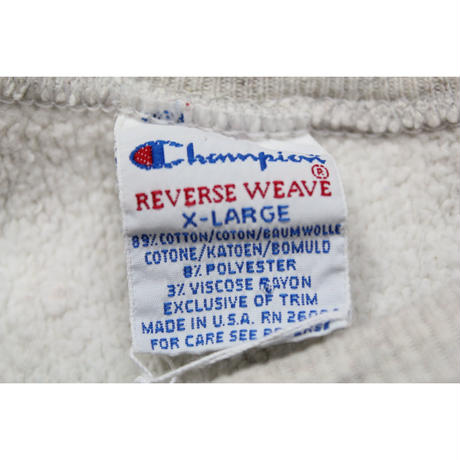 Champion
REVERSE WEAVE ®
X-LARGE
89% COTTON/COTON/BAUMWOLLE
COTONE/KATOEN/BOMULD
8% POLYESTER
3% VISCOSE RAYON
EXCLUSIVE OF TRIM
MADE IN U.S.A. RN
FOR CARE SEE